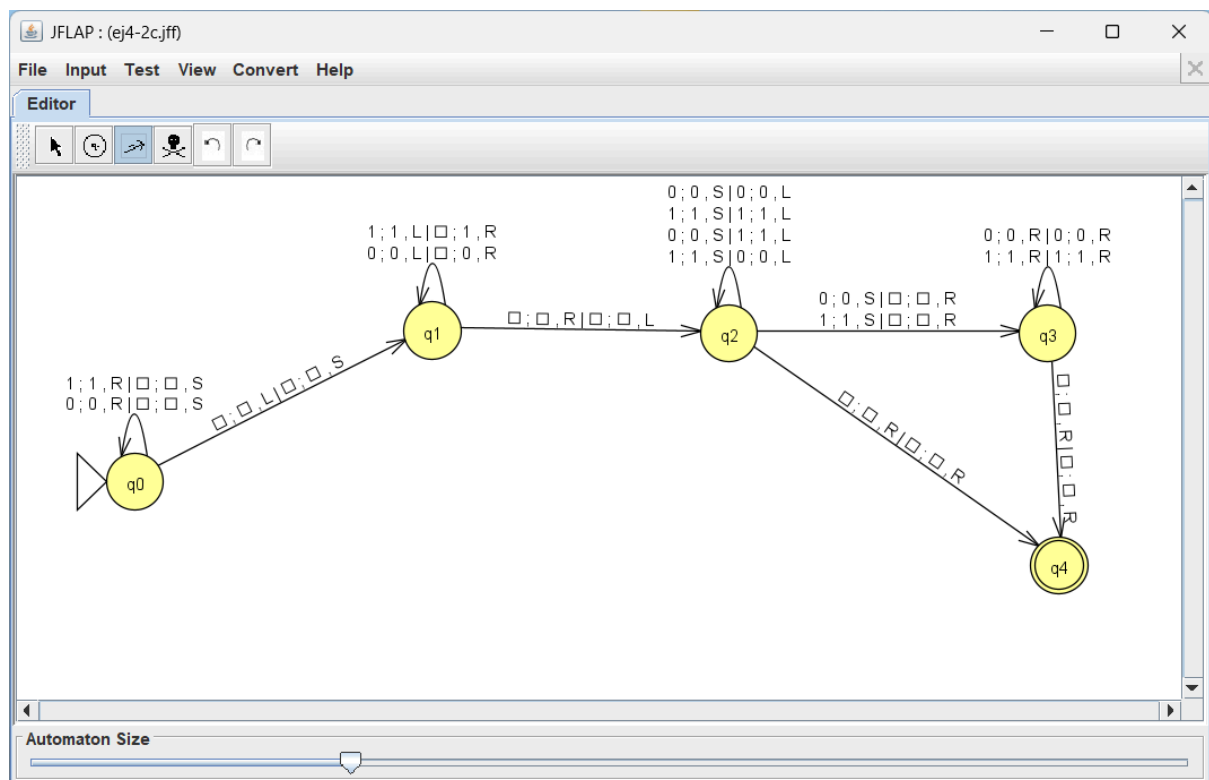 JFLAP : (ej4-2c.jff)
File Input Test View Convert Help
Editor
0 ; 0 , S | 0 ; 0 , L
1 ; 1 , S | 1 ; 1 , L
0 ; 0 , S | 1 ; 1 , L
1 ; 1 , S | 0 ; 0 , L
1 ; 1 , L | □ ; 1 , R
0 ; 0 , L | □ ; 0 , R
0 ; 0 , R | 0 ; 0 , R
1 ; 1 , R | 1 ; 1 , R
0 ; 0 , S | □ ; □ , R
1 ; 1 , S | □ ; □ , R
□ ; □ , R | □ ; □ , L
q1
q2
q3
1 ; 1 , R | □ ; □ , S
0 ; 0 , R | □ ; □ , S
□ ; □ , L | □ ; □ , S
□ ; □ , R | □ ; □ , R
□ ; □ , R | □ ; □ , R
q0
q4
Automaton Size